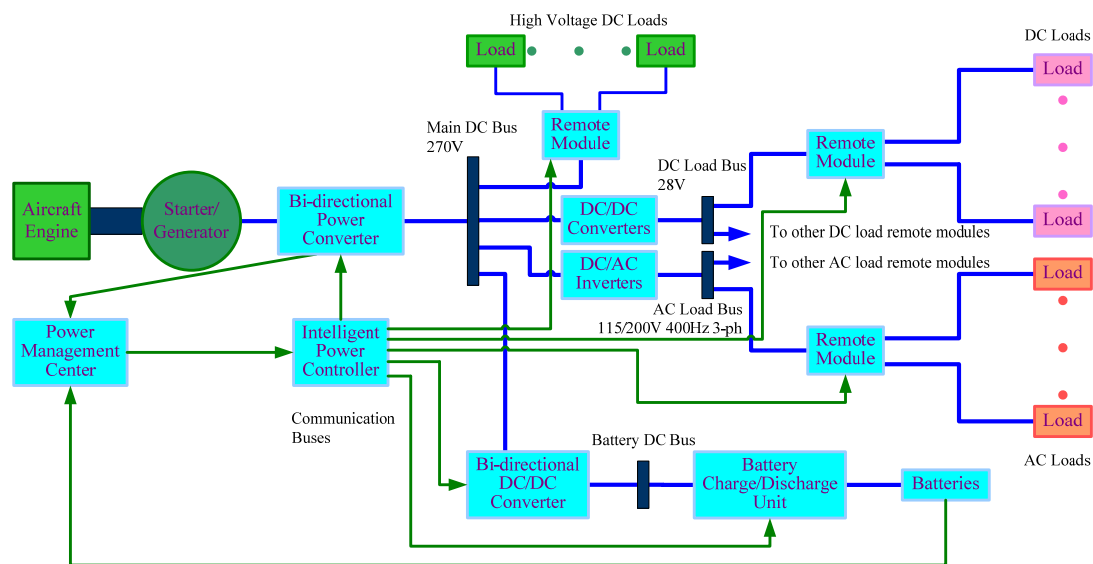 High Voltage DC Loads
Load
Load
DC Loads
Load
Main DC Bus
270V
Remote
Module
DC Load Bus
28V
Remote
Module
Aircraft
Engine
Starter/
Generator
Bi-directional
Power
Converter
DC/DC
Converters
Load
To other DC load remote modules
DC/AC
Inverters
To other AC load remote modules
Load
AC Load Bus
115/200V 400Hz 3-ph
Power
Management
Center
Intelligent
Power
Controller
Remote
Module
Communication
Buses
Load
AC Loads
Battery DC Bus
Bi-directional
DC/DC
Converter
Battery
Charge/Discharge
Unit
Batteries